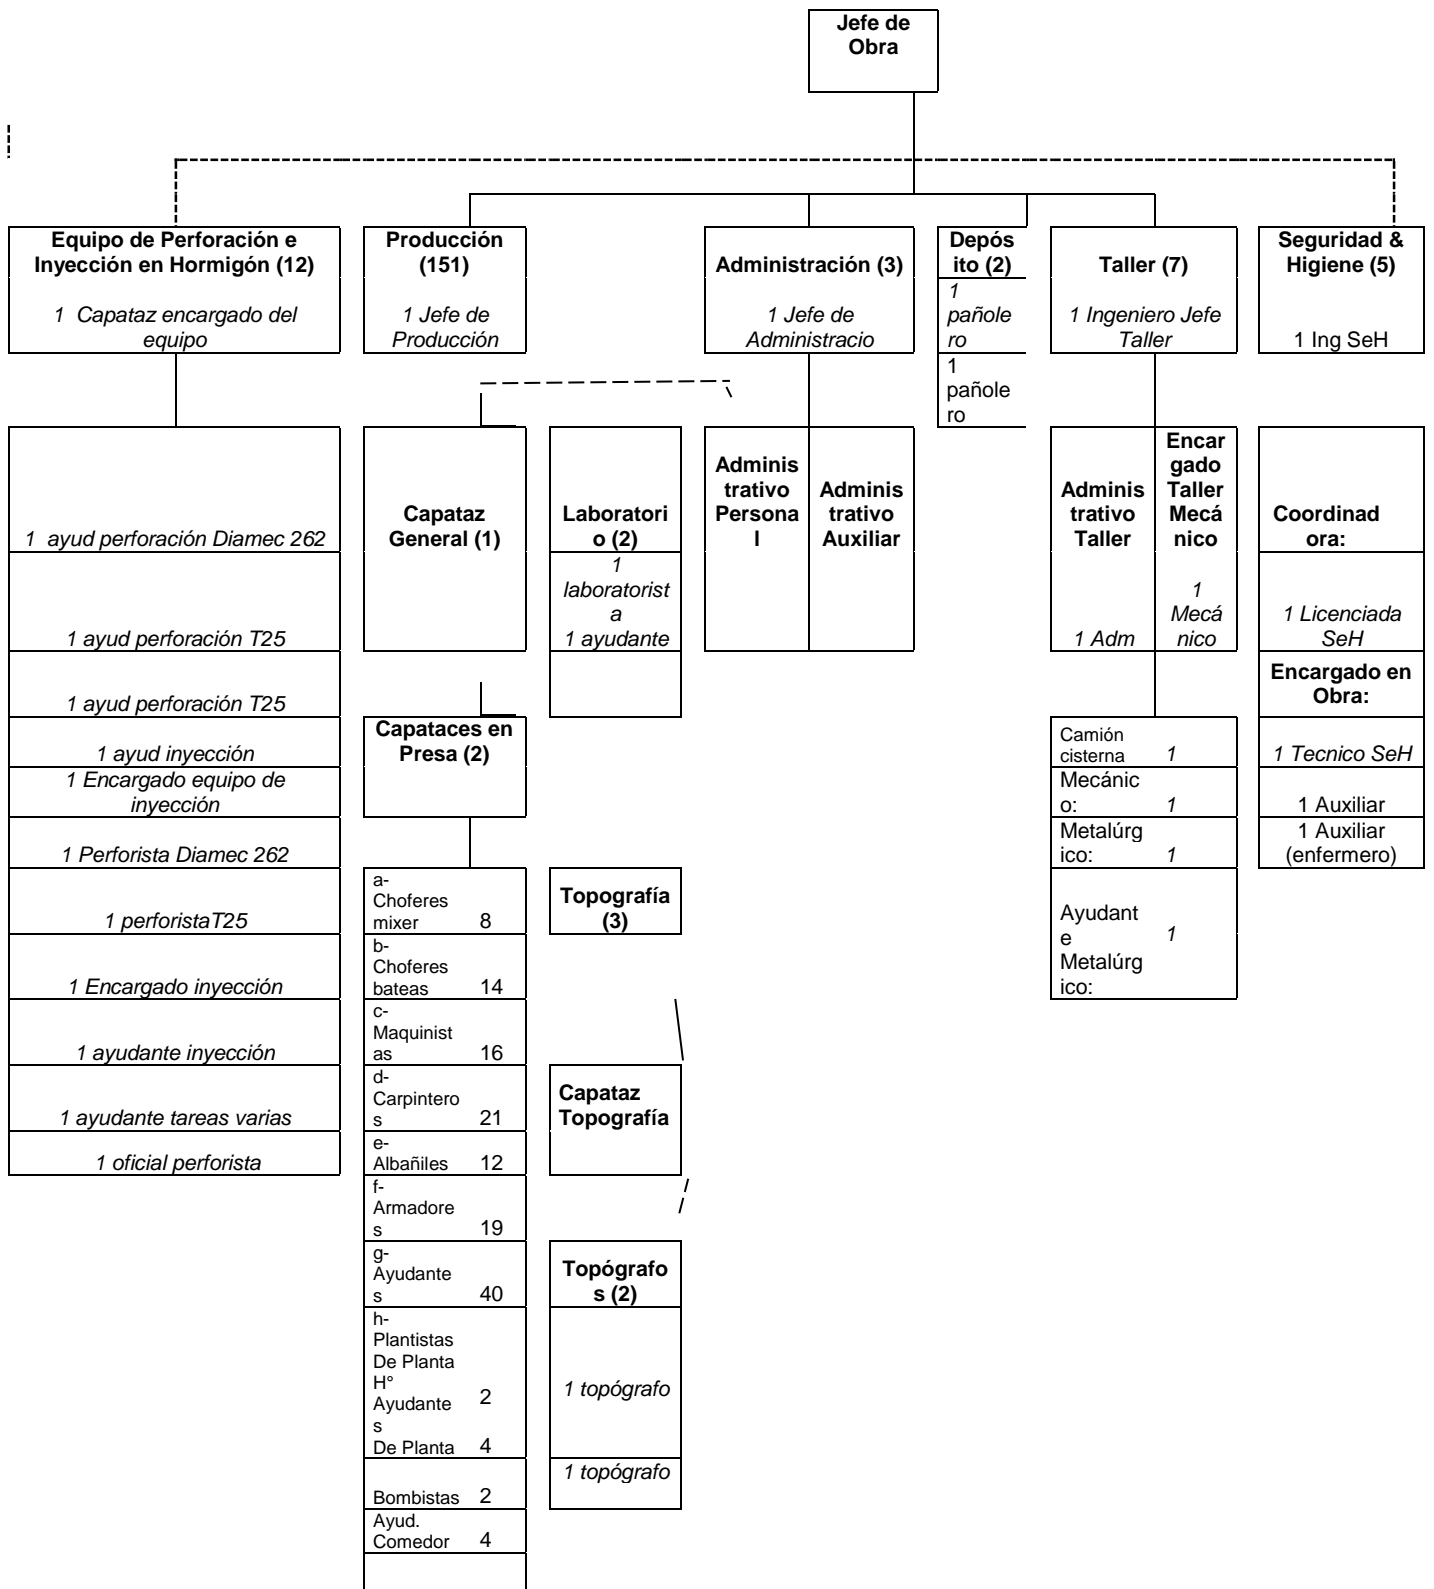 Jefe de
Obra
Equipo de Perforación e
Inyección en Hormigón (12)
1 Capataz encargado del
equipo
Producción
(151)
1 Jefe de
Producción
Administración (3)
1 Jefe de
Administracio
Depós
ito (2)
1
pañole
ro
1
pañole
ro
Taller (7)
1 Ingeniero Jefe
Taller
Seguridad &
Higiene (5)
1 Ing SeH
1 ayud perforación Diamec 262
1 ayud perforación T25
1 ayud perforación T25
1 ayud inyección
1 Encargado equipo de
inyección
1 Perforista Diamec 262
1 perforistaT25
1 Encargado inyección
1 ayudante inyección
1 ayudante tareas varias
1 oficial perforista
Capataz
General (1)
Capataces en
Presa (2)
a-
Choferes
mixer 8
b-
Choferes
bateas 14
c-
Maquinist
as 16
d-
Carpintero
s 21
e-
Albañiles 12
f-
Armadore
s 19
g-
Ayudante
s 40
h-
Plantistas
De Planta
H° 2
Ayudante
s
De Planta 4
Bombistas 2
Ayud.
Comedor 4
Laboratori
o (2)
1
laboratorist
a
1 ayudante
Topografía
(3)
Capataz
Topografía
Topógrafo
s (2)
1 topógrafo
1 topógrafo
Adminis
trativo
Persona
l
Adminis
trativo
Auxiliar
Adminis
trativo
Taller
1 Adm
Encar
gado
Taller
Mecá
nico
1
Mecá
nico
Camión
cisterna 1
Mecánic
o: 1
Metalúrg
ico: 1
Ayudant
e 1
Metalúrg
ico:
Coordinad
ora:
1 Licenciada
SeH
Encargado en
Obra:
1 Tecnico SeH
1 Auxiliar
1 Auxiliar
(enfermero)